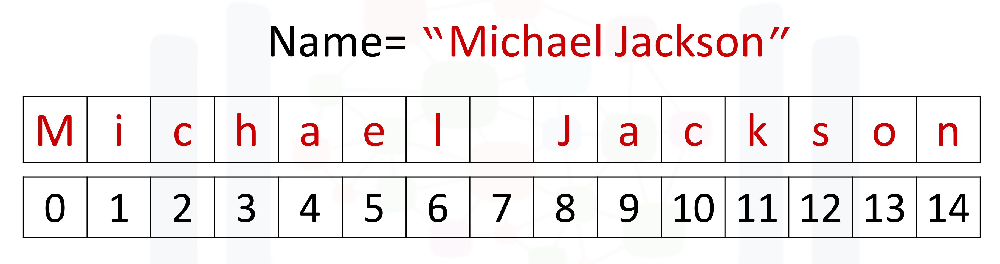 Name= “Michael Jackson”
M i c h a e l J a c k s o n
0 1 2 3 4 5 6 7 8 9 10 11 12 13 14